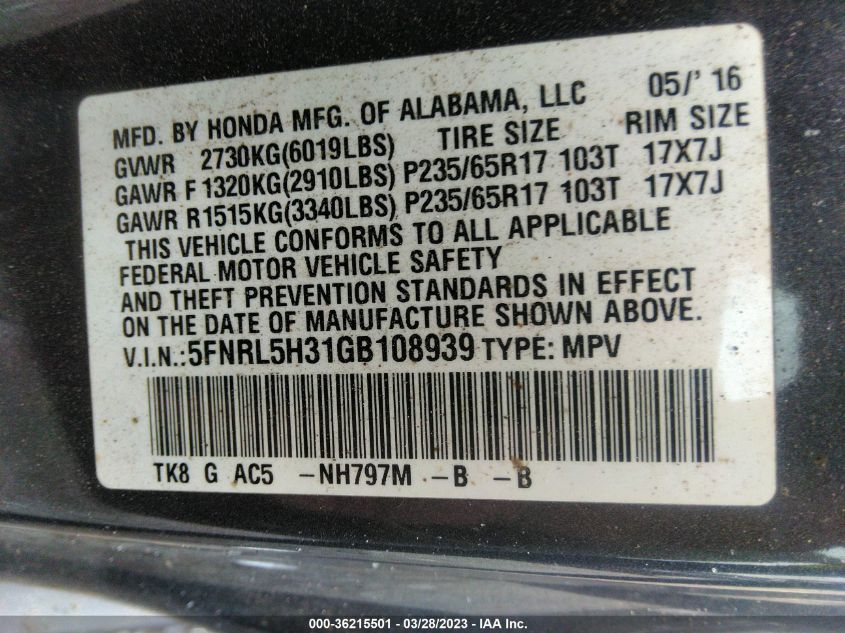 MFD. BY HONDA MFG. OF ALABAMA, LLC 05/' 16
GVWR 2730KG(6019LBS) TIRE SIZE RIM SIZE
GAWR F 1320KG(2910LBS) P235/65R17 103T 17X7J
GAWR R1515KG(3340LBS) P235/65R17 103T 17X7J
THIS VEHICLE CONFORMS TO ALL APPLICABLE
FEDERAL MOTOR VEHICLE SAFETY
AND THEFT PREVENTION STANDARDS IN EFFECT
ON THE DATE OF MANUFACTURE SHOWN ABOVE.
V.I.N.:5FNRL5H31GB108939 TYPE: MPV
TK8 G AC5 -NH797M -B -B
000-36215501 - 03/28/2023 - IAA Inc.